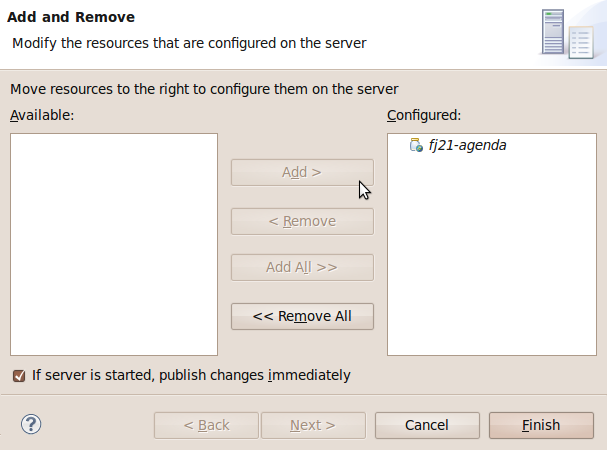 Add and Remove
Modify the resources that are configured on the server
Move resources to the right to configure them on the server
Available:
Configured:
fj21-agenda
Add >
< Remove
Add All >>
<< Remove All
If server is started, publish changes immediately
?
< Back
Next >
Cancel
Finish